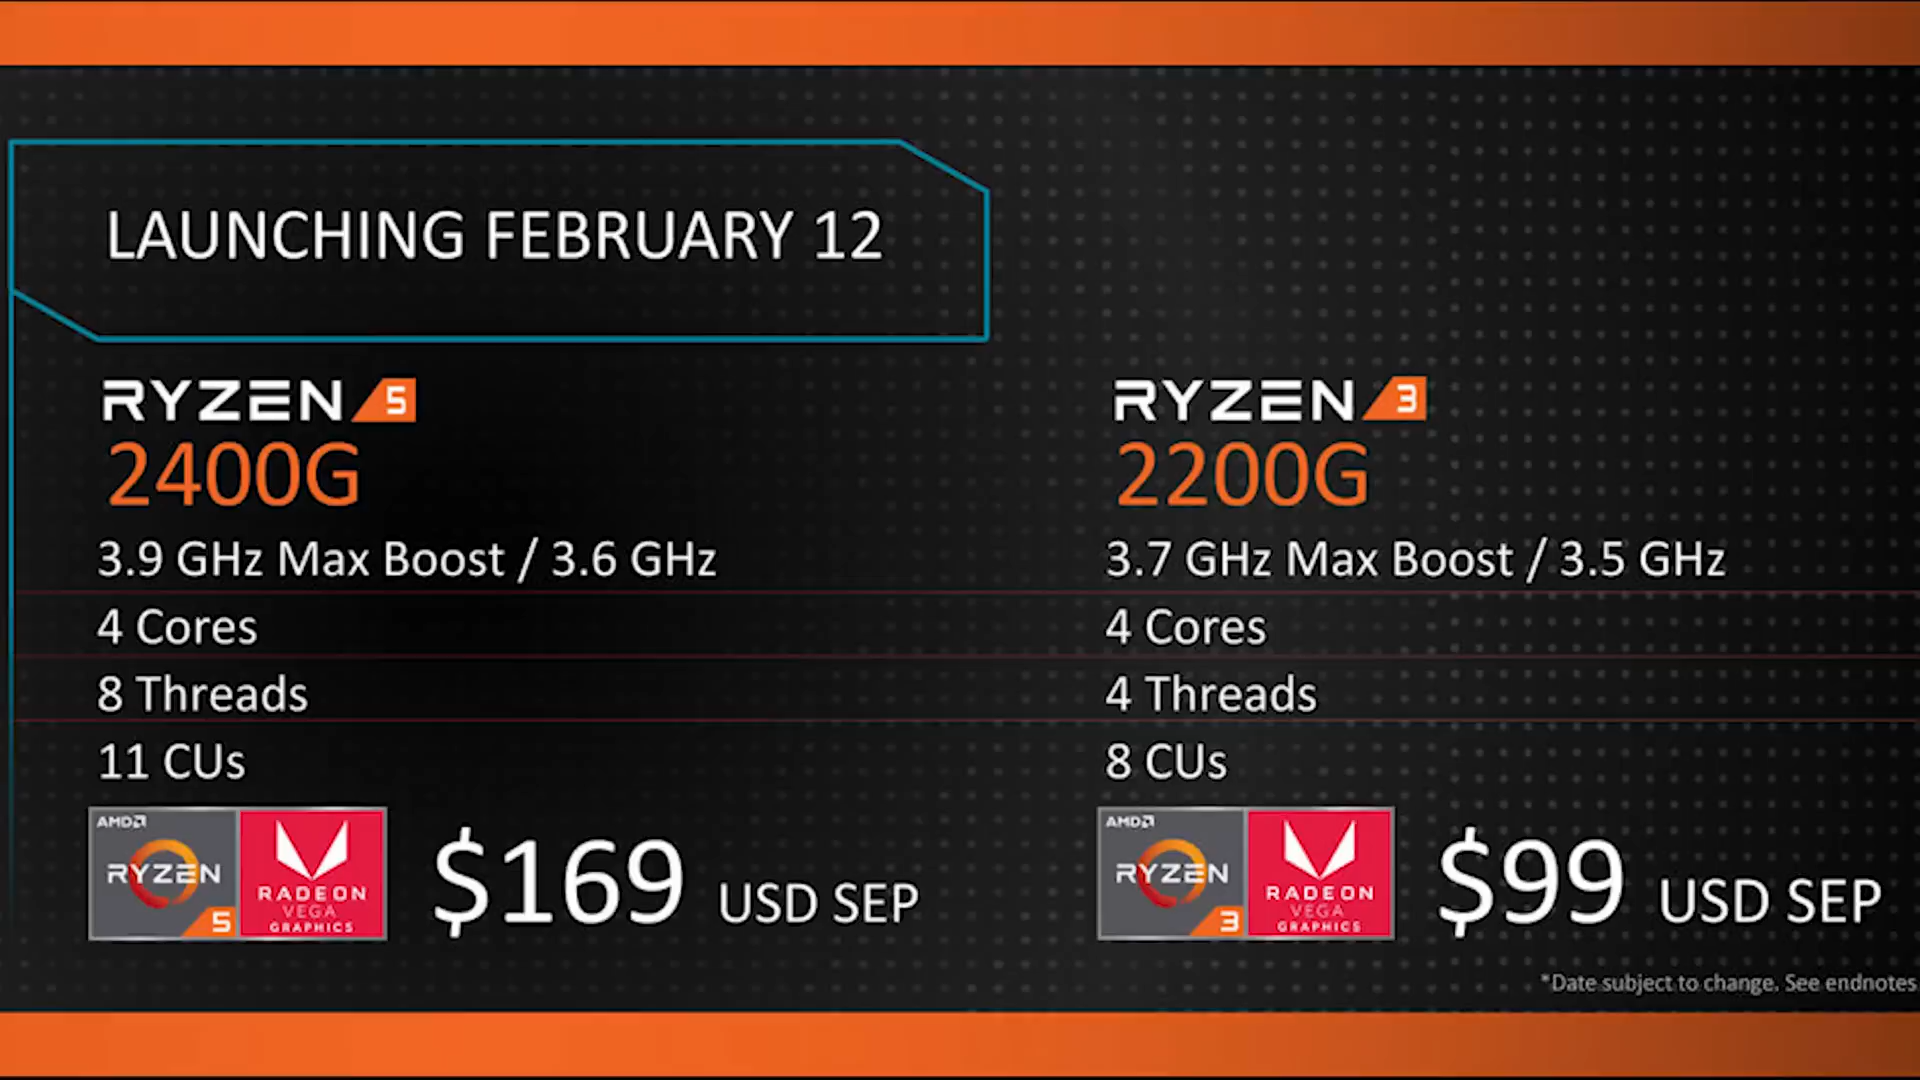 LAUNCHING FEBRUARY 12
RYZEN 5
2400G
3.9 GHz Max Boost / 3.6 GHz
4 Cores
8 Threads
11 CUs
AMD
RYZEN
5
RADEON
VEGA
GRAPHICS
$169 USD SEP
RYZEN 3
2200G
3.7 GHz Max Boost / 3.5 GHz
4 Cores
4 Threads
8 CUs
AMD
RYZEN
3
RADEON
VEGA
GRAPHICS
$99 USD SEP
*Date subject to change. See endnotes